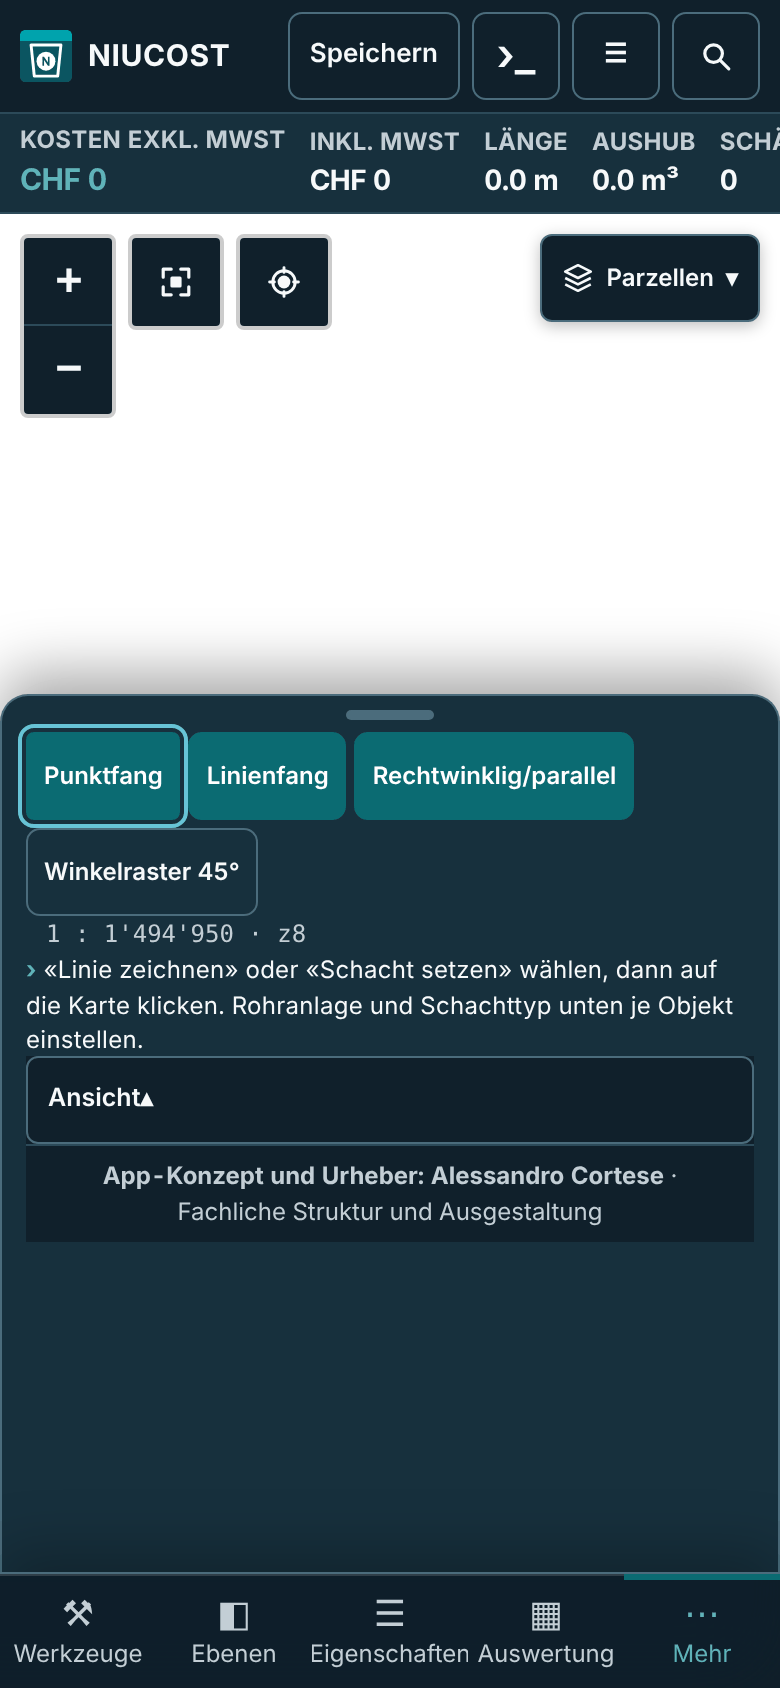 NIUCOST
Speichern
KOSTEN EXKL. MWST INKL. MWST LÄNGE AUSHUB SCHÄ
CHF 0 CHF 0 0.0 m 0.0 m³ 0
+
Parzellen ▾
−
Punktfang Linienfang Rechtwinklig/parallel
Winkelraster 45°
1 : 1'494'950 · z8
› «Linie zeichnen» oder «Schacht setzen» wählen, dann auf
die Karte klicken. Rohranlage und Schachttyp unten je Objekt
einstellen.
Ansicht▴
App-Konzept und Urheber: Alessandro Cortese ·
Fachliche Struktur und Ausgestaltung
Werkzeuge Ebenen Eigenschaften Auswertung Mehr